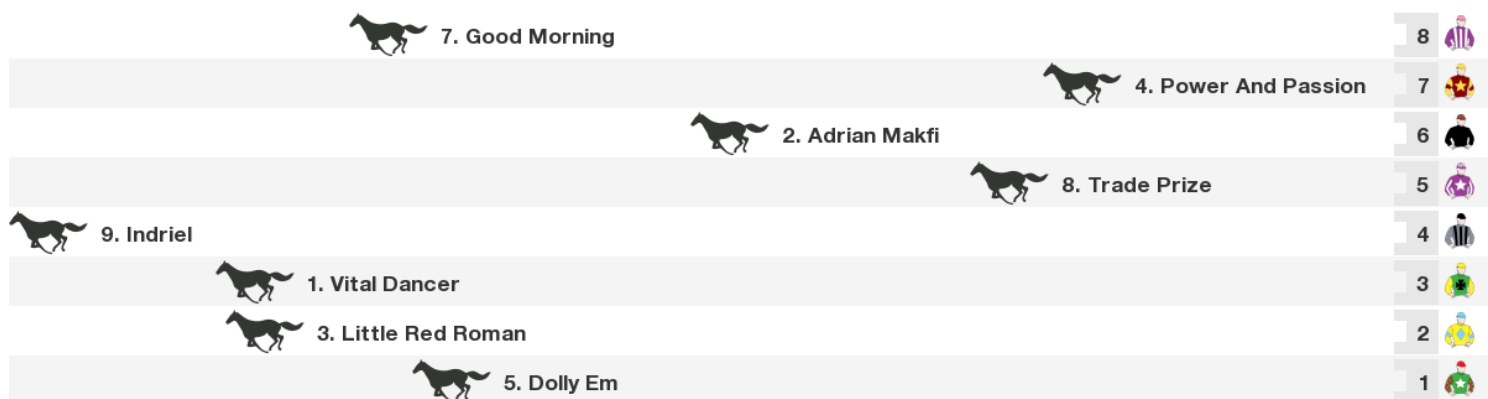 7. Good Morning 8
4. Power And Passion 7
2. Adrian Makfi 6
8. Trade Prize 5
9. Indriel 4
1. Vital Dancer 3
3. Little Red Roman 2
5. Dolly Em 1